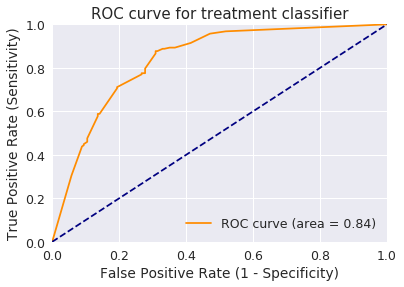 ROC curve for treatment classifier
True Positive Rate (Sensitivity)
1.0
0.8
0.6
0.4
0.2
0.0
ROC curve (area = 0.84)
0.0 0.2 0.4 0.6 0.8 1.0
False Positive Rate (1 - Specificity)